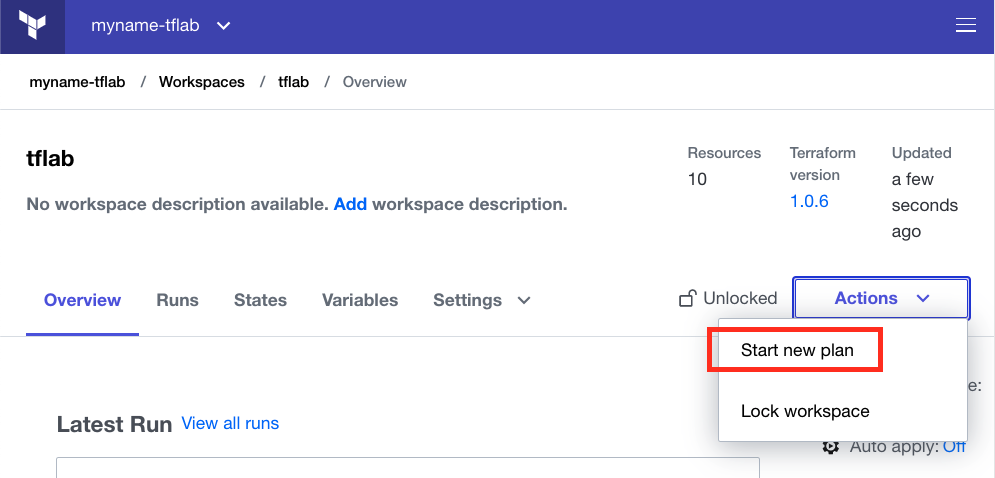 myname-tflab
myname-tflab / Workspaces / tflab / Overview
tflab
No workspace description available. Add workspace description.
Resources
10
Terraform
version
1.0.6
Updated
a few
seconds
ago
Overview Runs States Variables Settings
Unlocked
Actions
Start new plan
Lock workspace
e:
Latest Run View all runs
Auto apply: Off